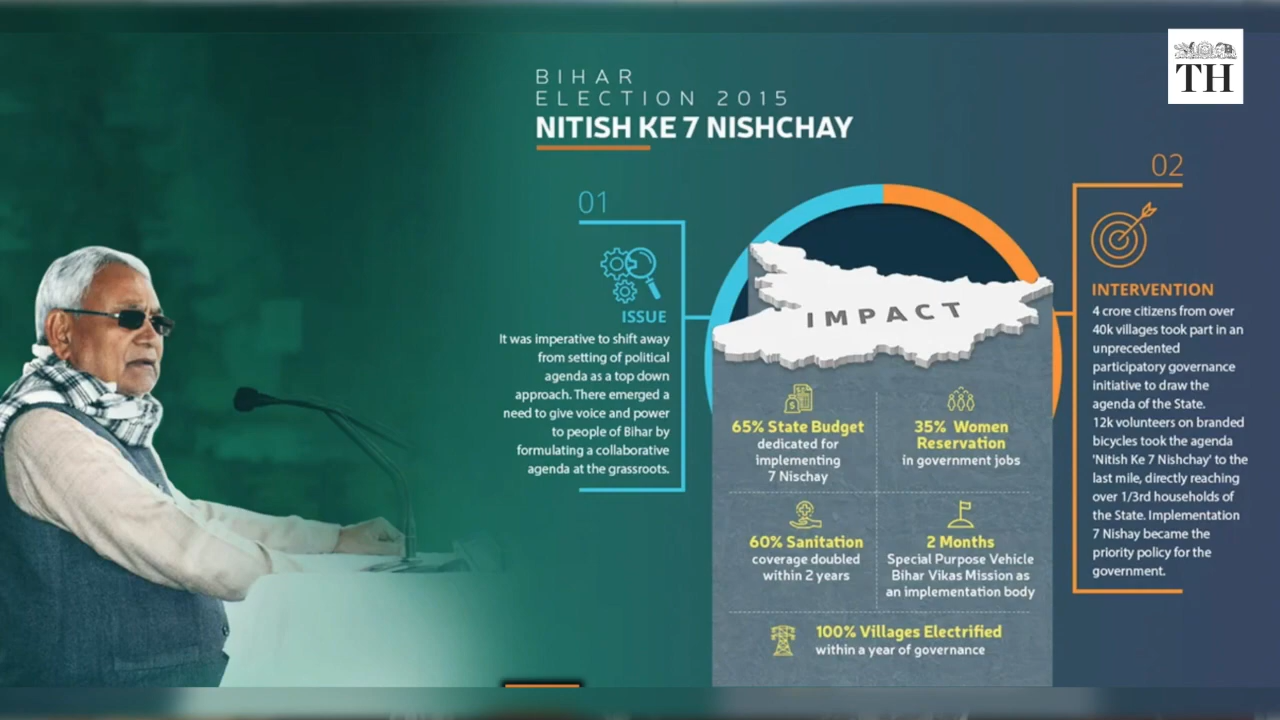 TH
BIHAR
ELECTION 2015
NITISH KE 7 NISHCHAY
01
ISSUE
It was imperative to shift away
from setting of political
agenda as a top down
approach. There emerged a
need to give voice and power
to people of Bihar by
formulating a collaborative
agenda at the grassroots.
02
INTERVENTION
4 crore citizens from over
40k villages took part in an
unprecedented
participatory governance
initiative to draw the
agenda of the State.
12k volunteers on branded
bicycles took the agenda
'Nitish Ke 7 Nishchay' to the
last mile, directly reaching
over 1/3rd households of
the State. Implementation
7 Nishay became the
priority policy for the
government.
IMPACT
65% State Budget
dedicated for
implementing
7 Nischay
35% Women
Reservation
in government jobs
60% Sanitation
coverage doubled
within 2 years
2 Months
Special Purpose Vehicle
Bihar Vikas Mission as
an implementation body
100% Villages Electrified
within a year of governance